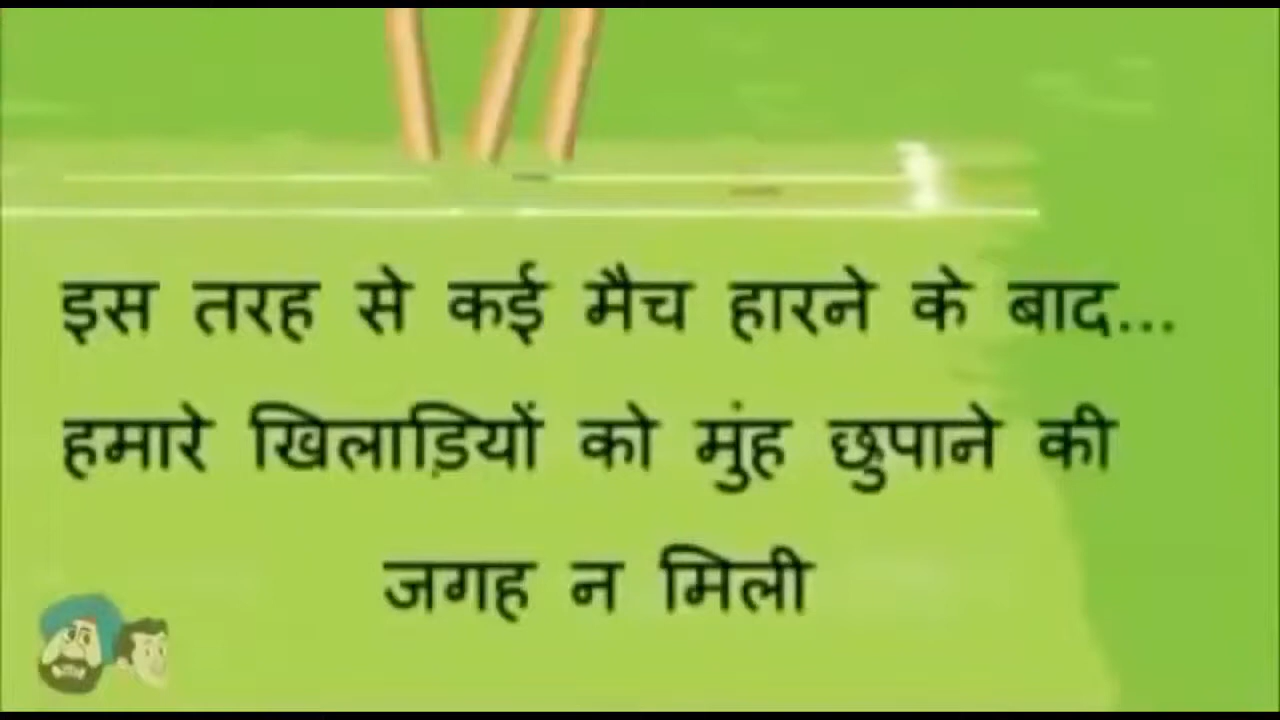 इस तरह से कई मैच हारने के बाद...
हमारे खिलाड़ियों को मुंह छुपाने की
जगह न मिली